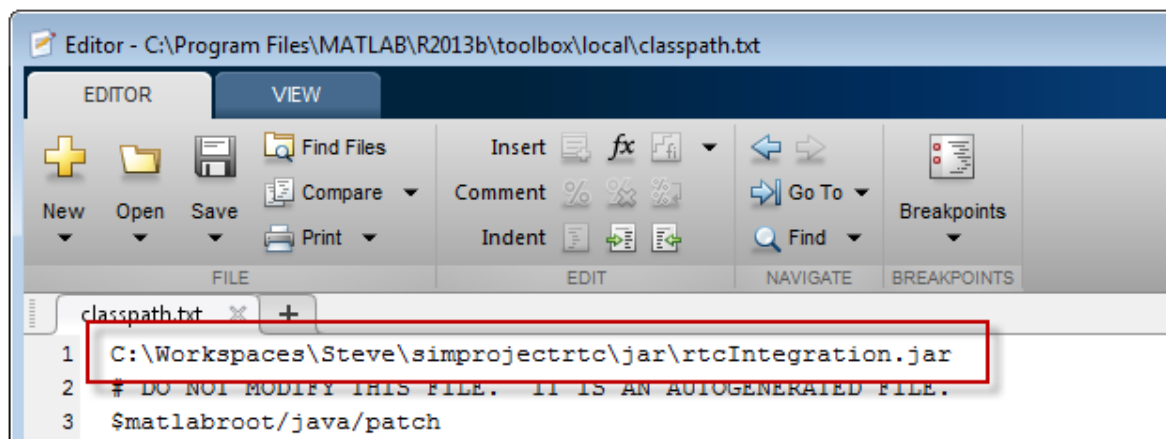 Editor - C:\Program Files\MATLAB\R2013b\toolbox\local\classpath.txt
EDITOR VIEW
Find Files Insert fx fi
Compare Comment % % % Go To
New Open Save Breakpoints
Print Indent Find
FILE EDIT NAVIGATE BREAKPOINTS
classpath.txt
1 C:\Workspaces\Steve\simprojectrtc\jar\rtcIntegration.jar
2 # DO NOT MODIFY THIS FILE. IT IS AN AUTOGENERATED FILE.
3 $matlabroot/java/patch